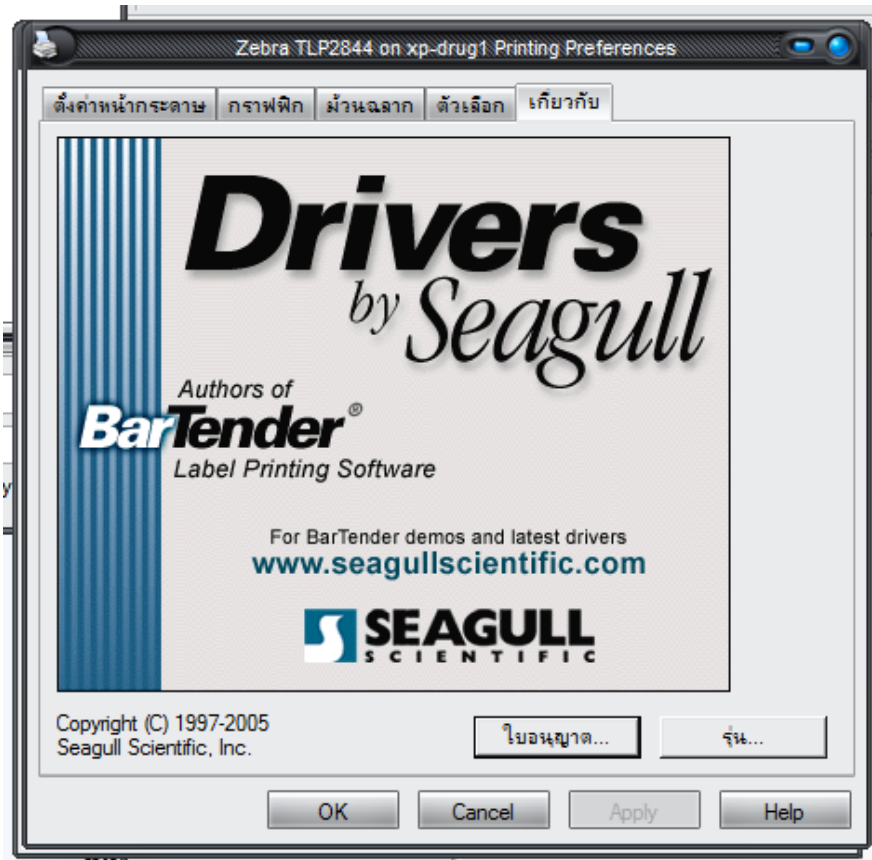 Zebra TLP2844 on xp-drug1 Printing Preferences
ตั้งค่าหน้ากระดาษ กราฟฟิก ม้วนฉลาก ตัวเลือก เกี่ยวกับ
Drivers
by Seagull
Authors of
BarTender®
Label Printing Software
For BarTender demos and latest drivers
www.seagullscientific.com
SEAGULL
SCIENTIFIC
Copyright (C) 1997-2005
Seagull Scientific, Inc.
ใบอนุญาต... รุ่น...
OK Cancel Apply Help